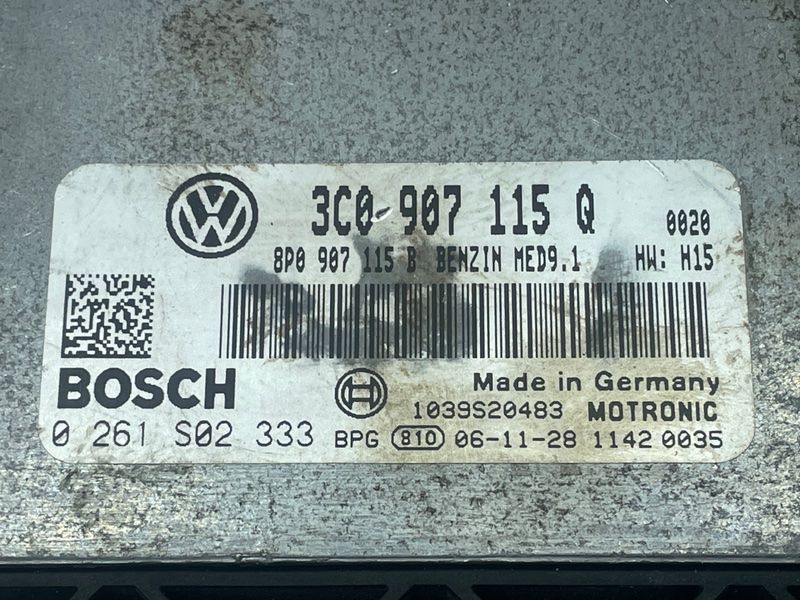 VW
3C0 907 115 Q 0020
8P0 907 115 B BENZIN MED9.1 HW: H15
BOSCH
Made in Germany
1039S20483 MOTRONIC
0 261 S02 333 BPG 810 06-11-28 1142 0035